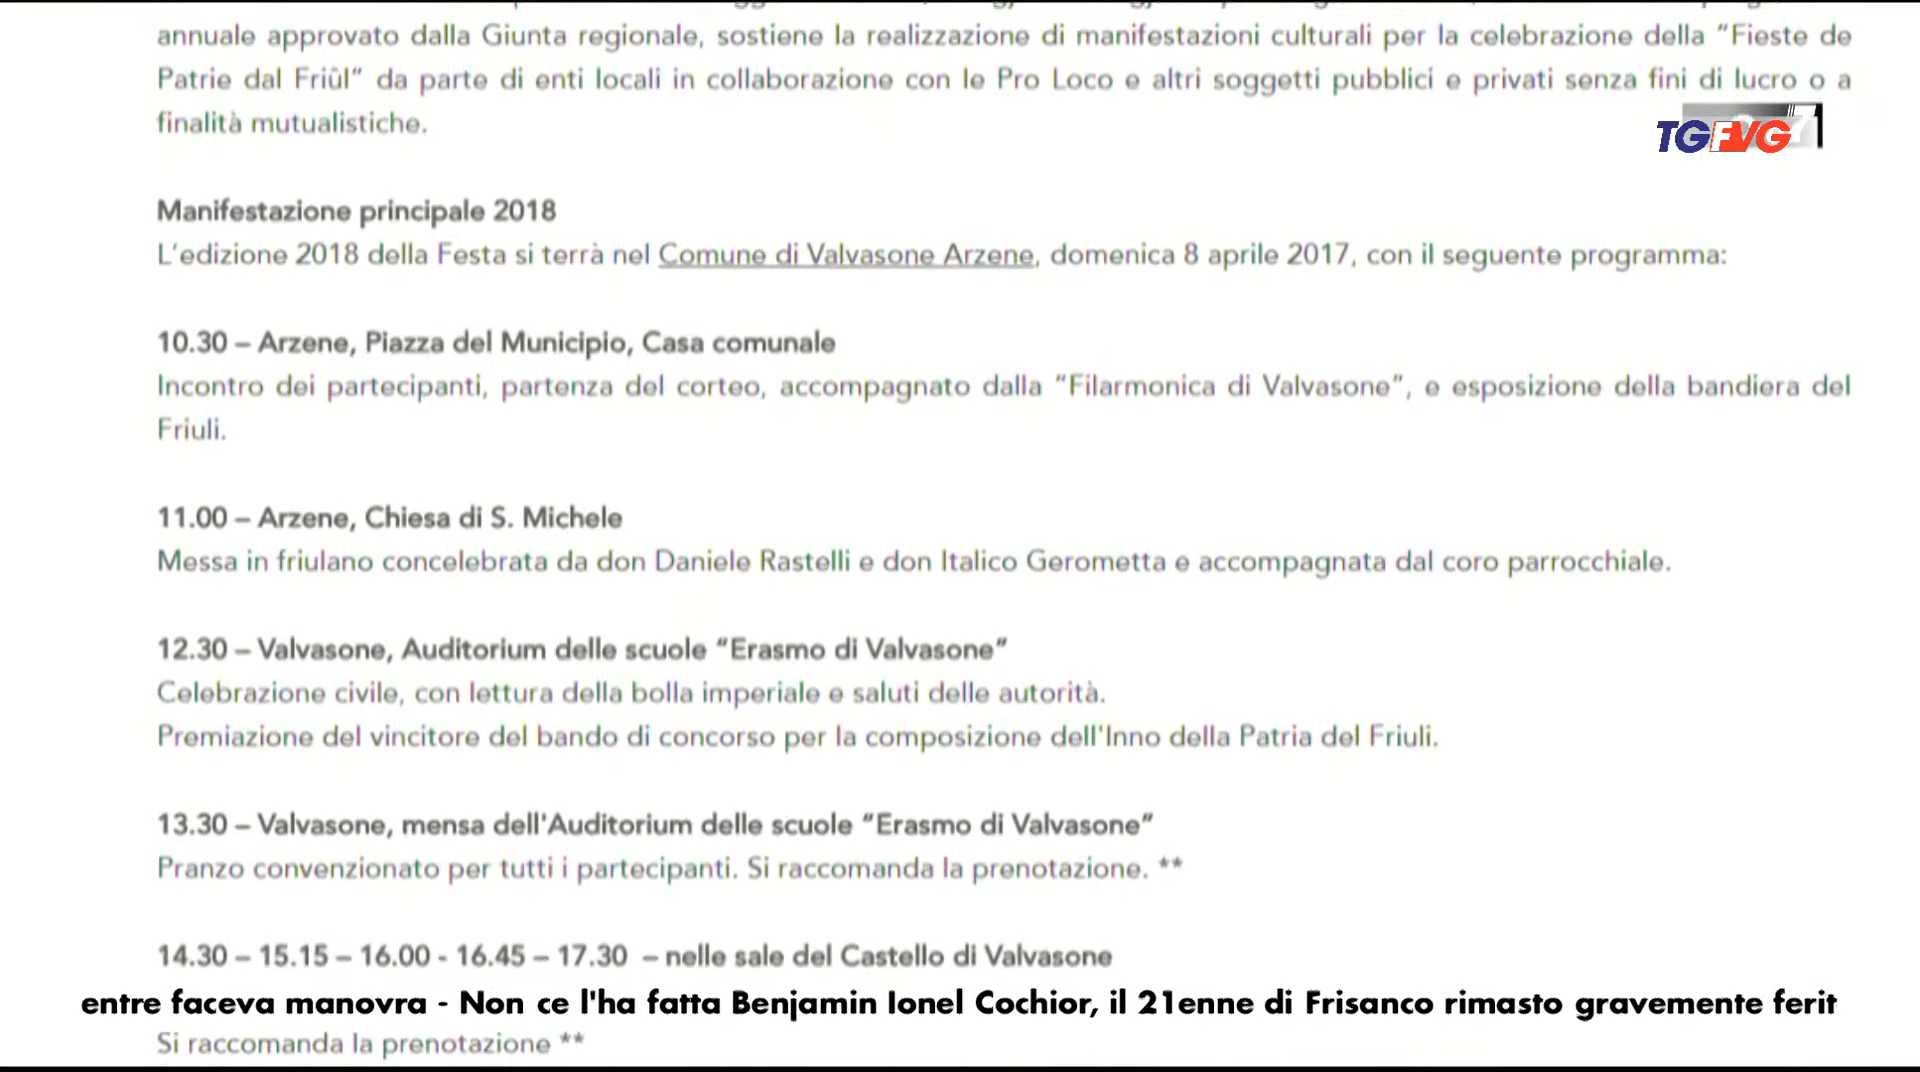 annuale approvato dalla Giunta regionale, sostiene la realizzazione di manifestazioni culturali per la celebrazione della “Fieste de
Patrie dal Friûl” da parte di enti locali in collaborazione con le Pro Loco e altri soggetti pubblici e privati senza fini di lucro o a
finalità mutualistiche.
TGFVG
Manifestazione principale 2018
L’edizione 2018 della Festa si terrà nel Comune di Valvasone Arzene, domenica 8 aprile 2017, con il seguente programma:
10.30 – Arzene, Piazza del Municipio, Casa comunale
Incontro dei partecipanti, partenza del corteo, accompagnato dalla “Filarmonica di Valvasone”, e esposizione della bandiera del
Friuli.
11.00 – Arzene, Chiesa di S. Michele
Messa in friulano concelebrata da don Daniele Rastelli e don Italico Gerometta e accompagnata dal coro parrocchiale.
12.30 – Valvasone, Auditorium delle scuole “Erasmo di Valvasone”
Celebrazione civile, con lettura della bolla imperiale e saluti delle autorità.
Premiazione del vincitore del bando di concorso per la composizione dell'Inno della Patria del Friuli.
13.30 – Valvasone, mensa dell'Auditorium delle scuole “Erasmo di Valvasone”
Pranzo convenzionato per tutti i partecipanti. Si raccomanda la prenotazione. **
14.30 – 15.15 – 16.00 - 16.45 – 17.30 – nelle sale del Castello di Valvasone
entre faceva manovra - Non ce l'ha fatta Benjamin Ionel Cochior, il 21enne di Frisanco rimasto gravemente ferit
Si raccomanda la prenotazione **